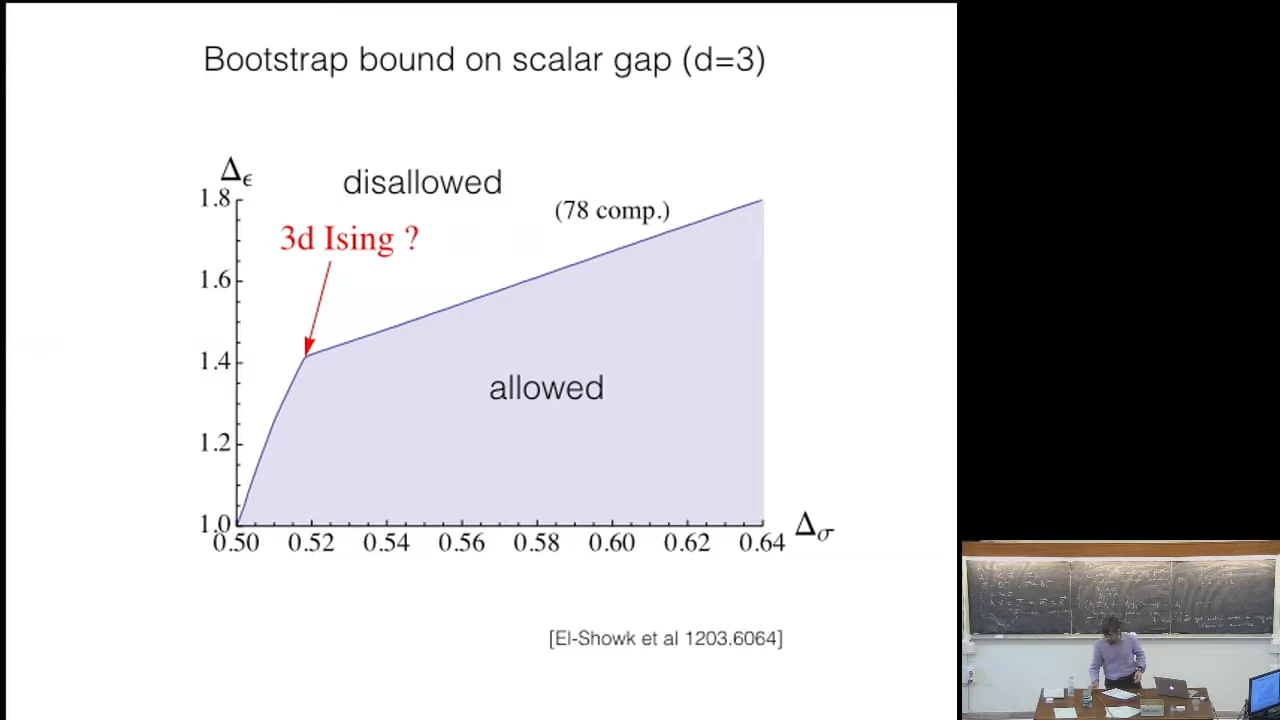 Bootstrap bound on scalar gap (d=3)
Δϵ
disallowed
1.8
(78 comp.)
3d Ising ?
1.6
1.4
allowed
1.2
1.0
0.50 0.52 0.54 0.56 0.58 0.60 0.62 0.64
Δσ
[El-Showk et al 1203.6064]